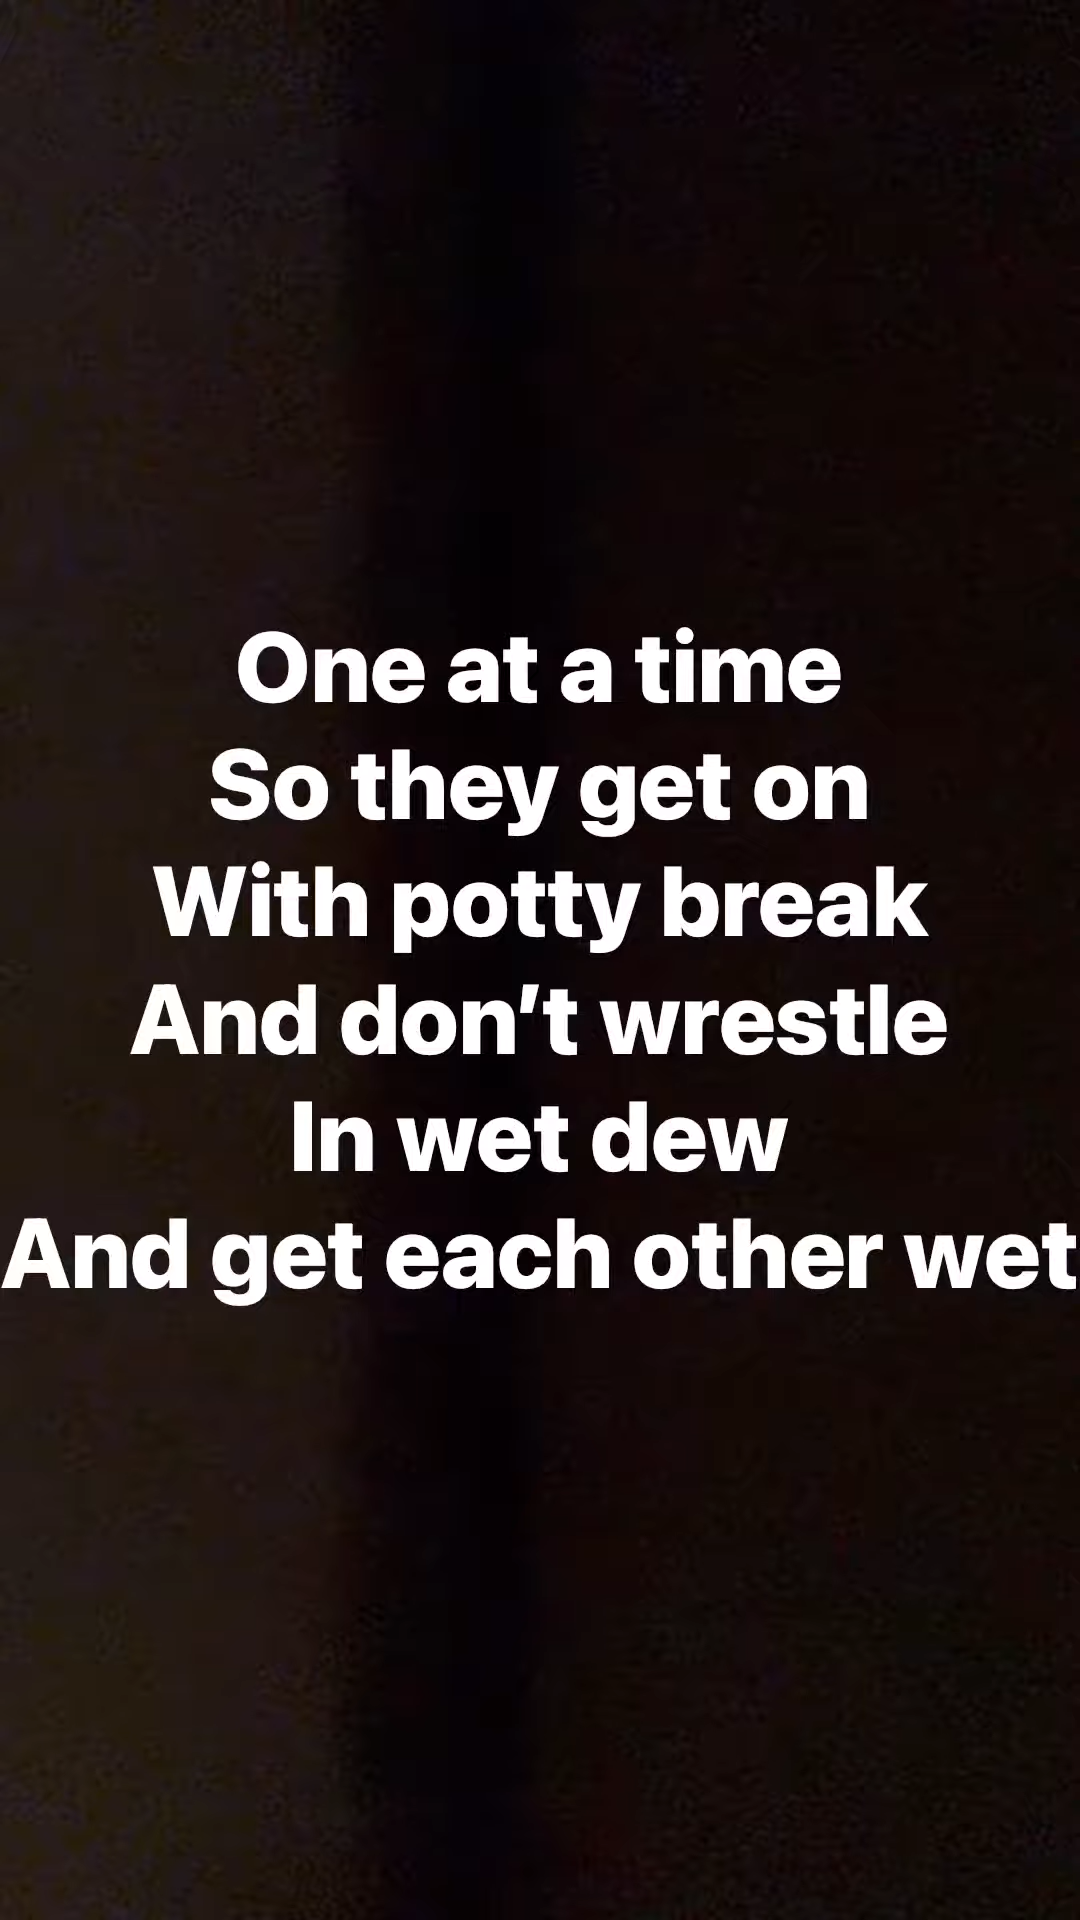 One at a time
So they get on
With potty break
And don’t wrestle
In wet dew
And get each other wet